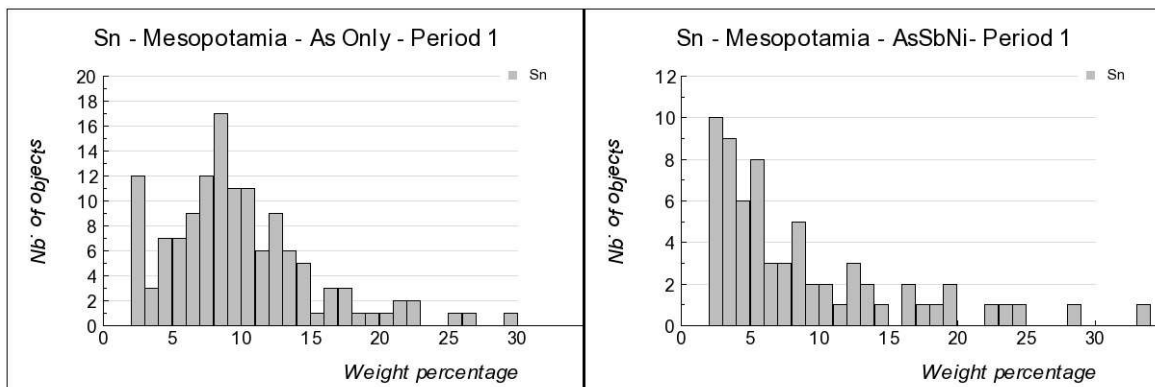 Sn - Mesopotamia - As Only - Period 1
Sn
20
18
16
14
12
10
8
6
4
2
0
Nb. of objects
0 5 10 15 20 25 30
Weight percentage
Sn - Mesopotamia - AsSbNi- Period 1
Sn
12
10
8
6
4
2
0
Nb. of objects
0 5 10 15 20 30
Weight percentage